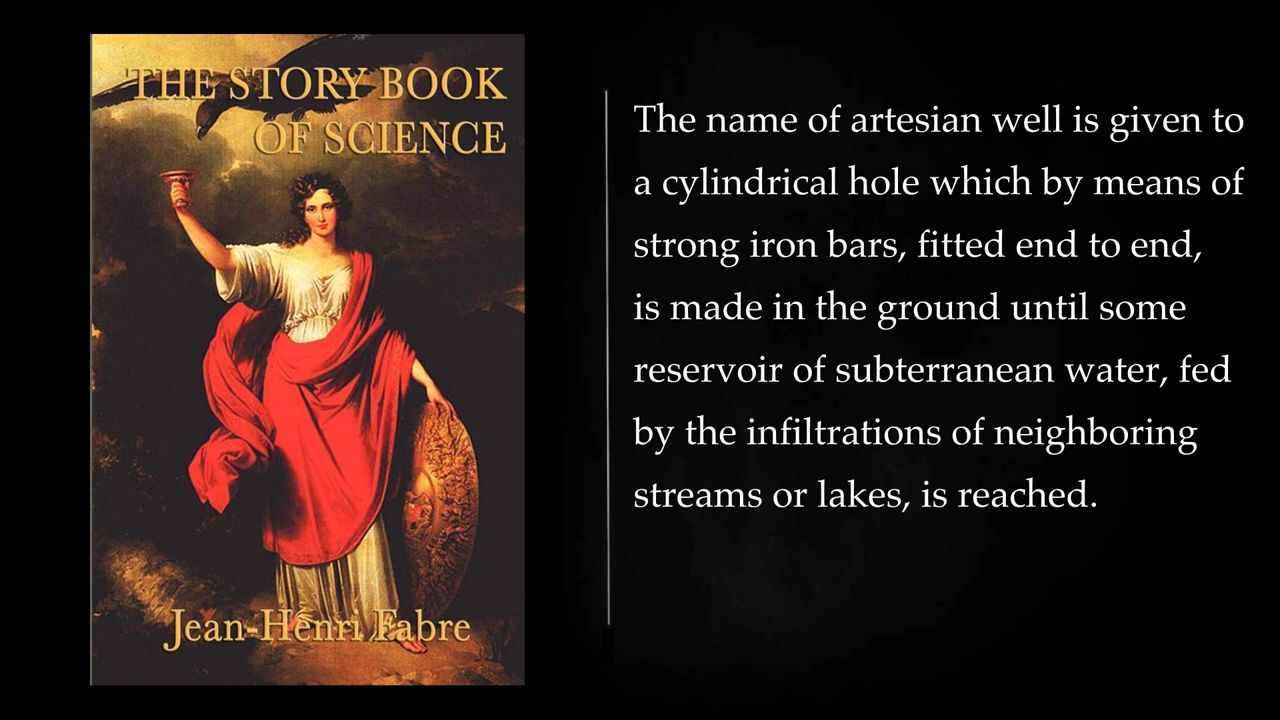 THE STORY BOOK
OF SCIENCE
Jean-Henri Fabre
The name of artesian well is given to
a cylindrical hole which by means of
strong iron bars, fitted end to end,
is made in the ground until some
reservoir of subterranean water, fed
by the infiltrations of neighboring
streams or lakes, is reached.